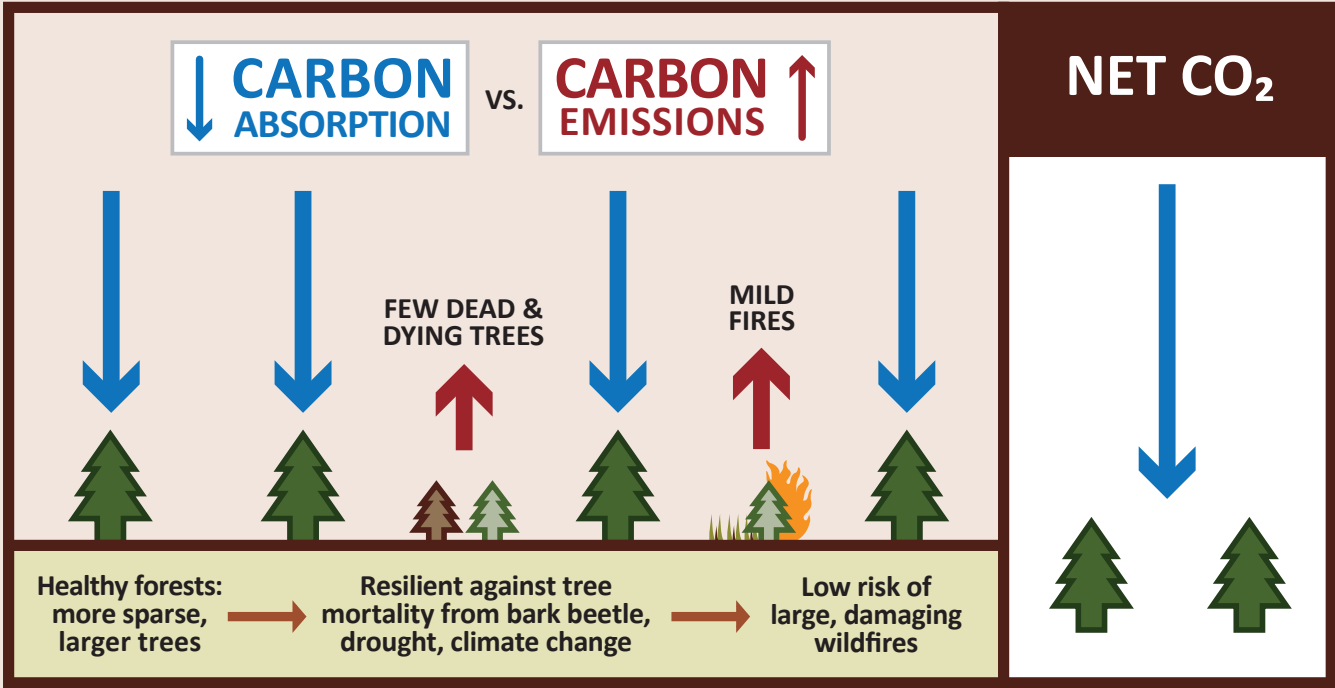 CARBON
ABSORPTION
VS.
CARBON
EMISSIONS
NET CO₂
FEW DEAD &
DYING TREES
MILD
FIRES
Healthy forests:
more sparse,
larger trees
Resilient against tree
mortality from bark beetle,
drought, climate change
Low risk of
large, damaging
wildfires